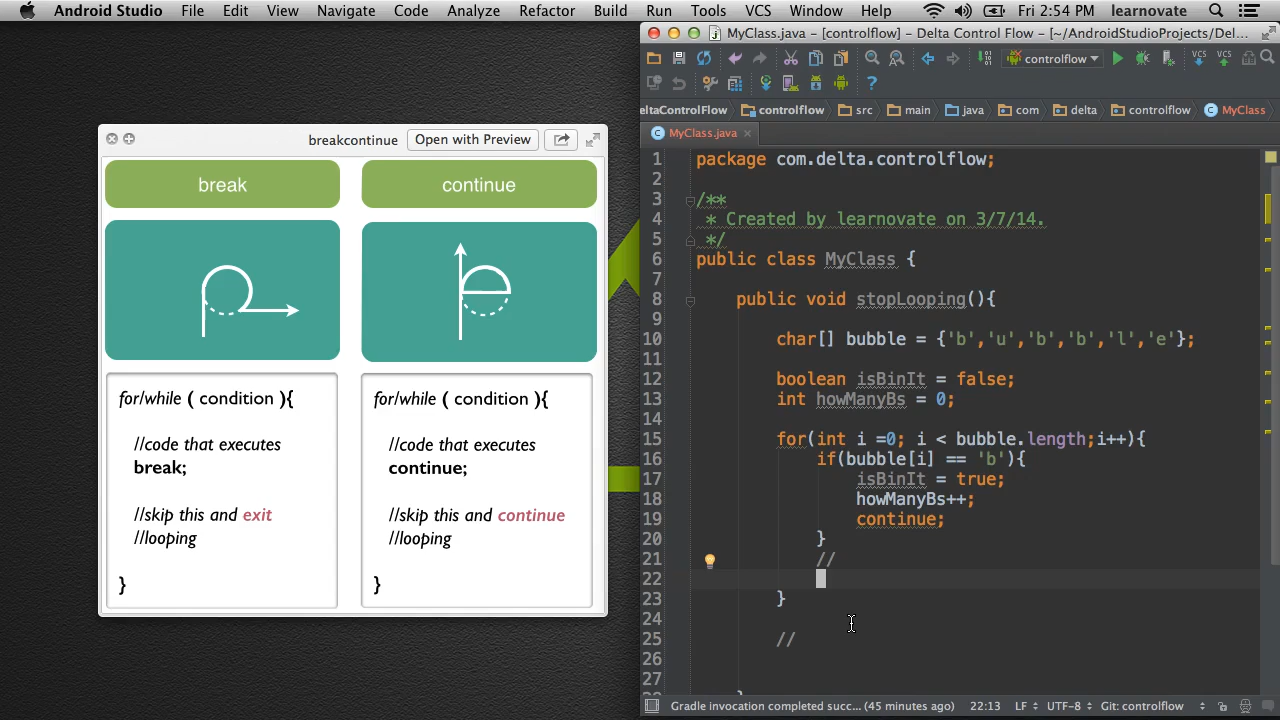 Android Studio File Edit View Navigate Code Analyze Refactor Build Run Tools VCS Window Help Fri 2:54 PM learnovate
MyClass.java - [controlflow] - Delta Control Flow - [~/AndroidStudioProjects/Del...
controlflow
VCS VCS
eltaControlFlow controlflow src main java com delta controlflow MyClass
MyClass.java
breakcontinue Open with Preview
break
for/while ( condition ){
//code that executes
break;
//skip this and exit
//looping
}
continue
for/while ( condition ){
//code that executes
continue;
//skip this and continue
//looping
}
1 package com.delta.controlflow;
2
3 /**
4 * Created by learnovate on 3/7/14.
5 */
6 public class MyClass {
7
8 public void stopLooping(){
9
10 char[] bubble = {'b','u','b','b','l','e'};
11
12 boolean isBinIt = false;
13 int howManyBs = 0;
14
15 for(int i =0; i < bubble.length;i++){
16 if(bubble[i] == 'b'){
17 isBinIt = true;
18 howManyBs++;
19 continue;
20 }
21 //
22
23 }
24
25 //
26
27
Gradle invocation completed succ... (45 minutes ago) 22:13 LF UTF-8 Git: controlflow